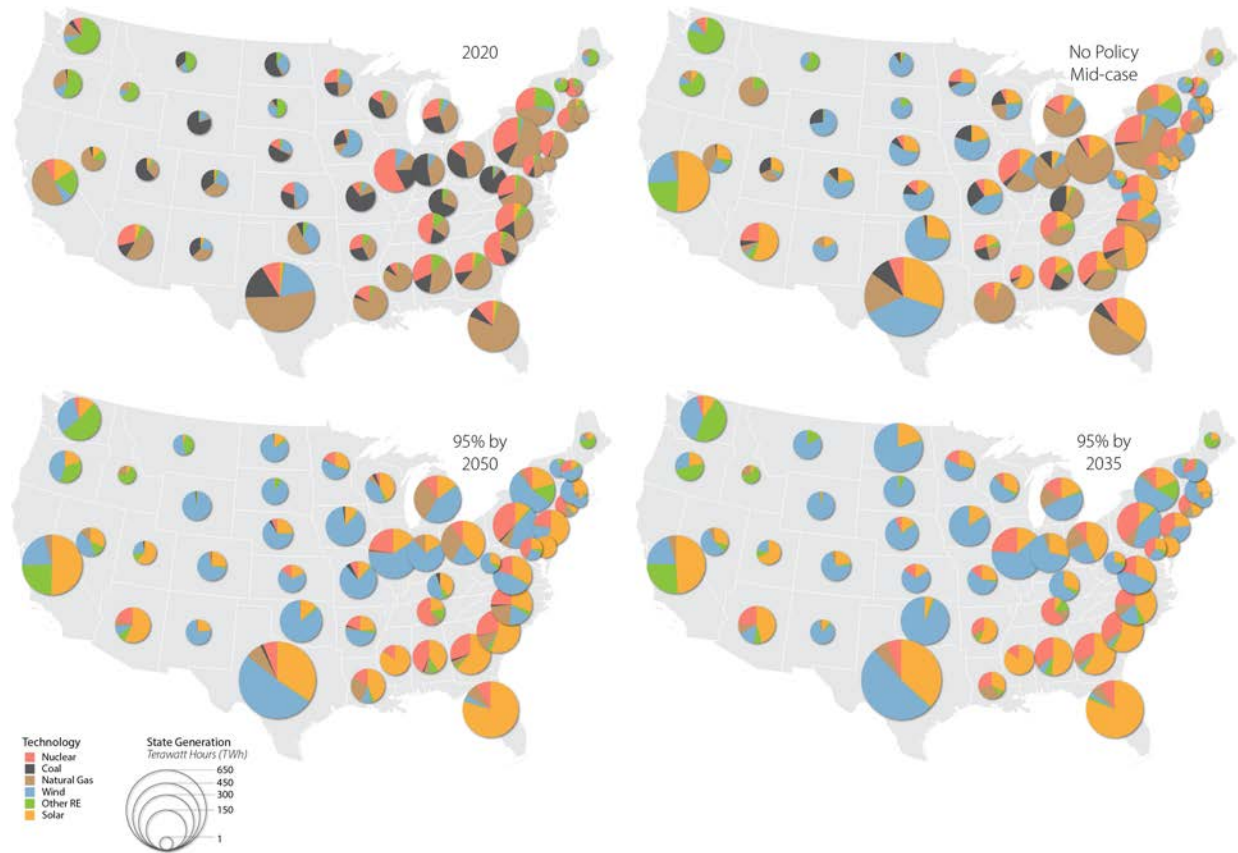 2020
No Policy
Mid-case
95% by
2050
95% by
2035
Technology
Nuclear
Coal
Natural Gas
Wind
Other RE
Solar
State Generation
Terawatt Hours (TWh)
650
450
300
150
1